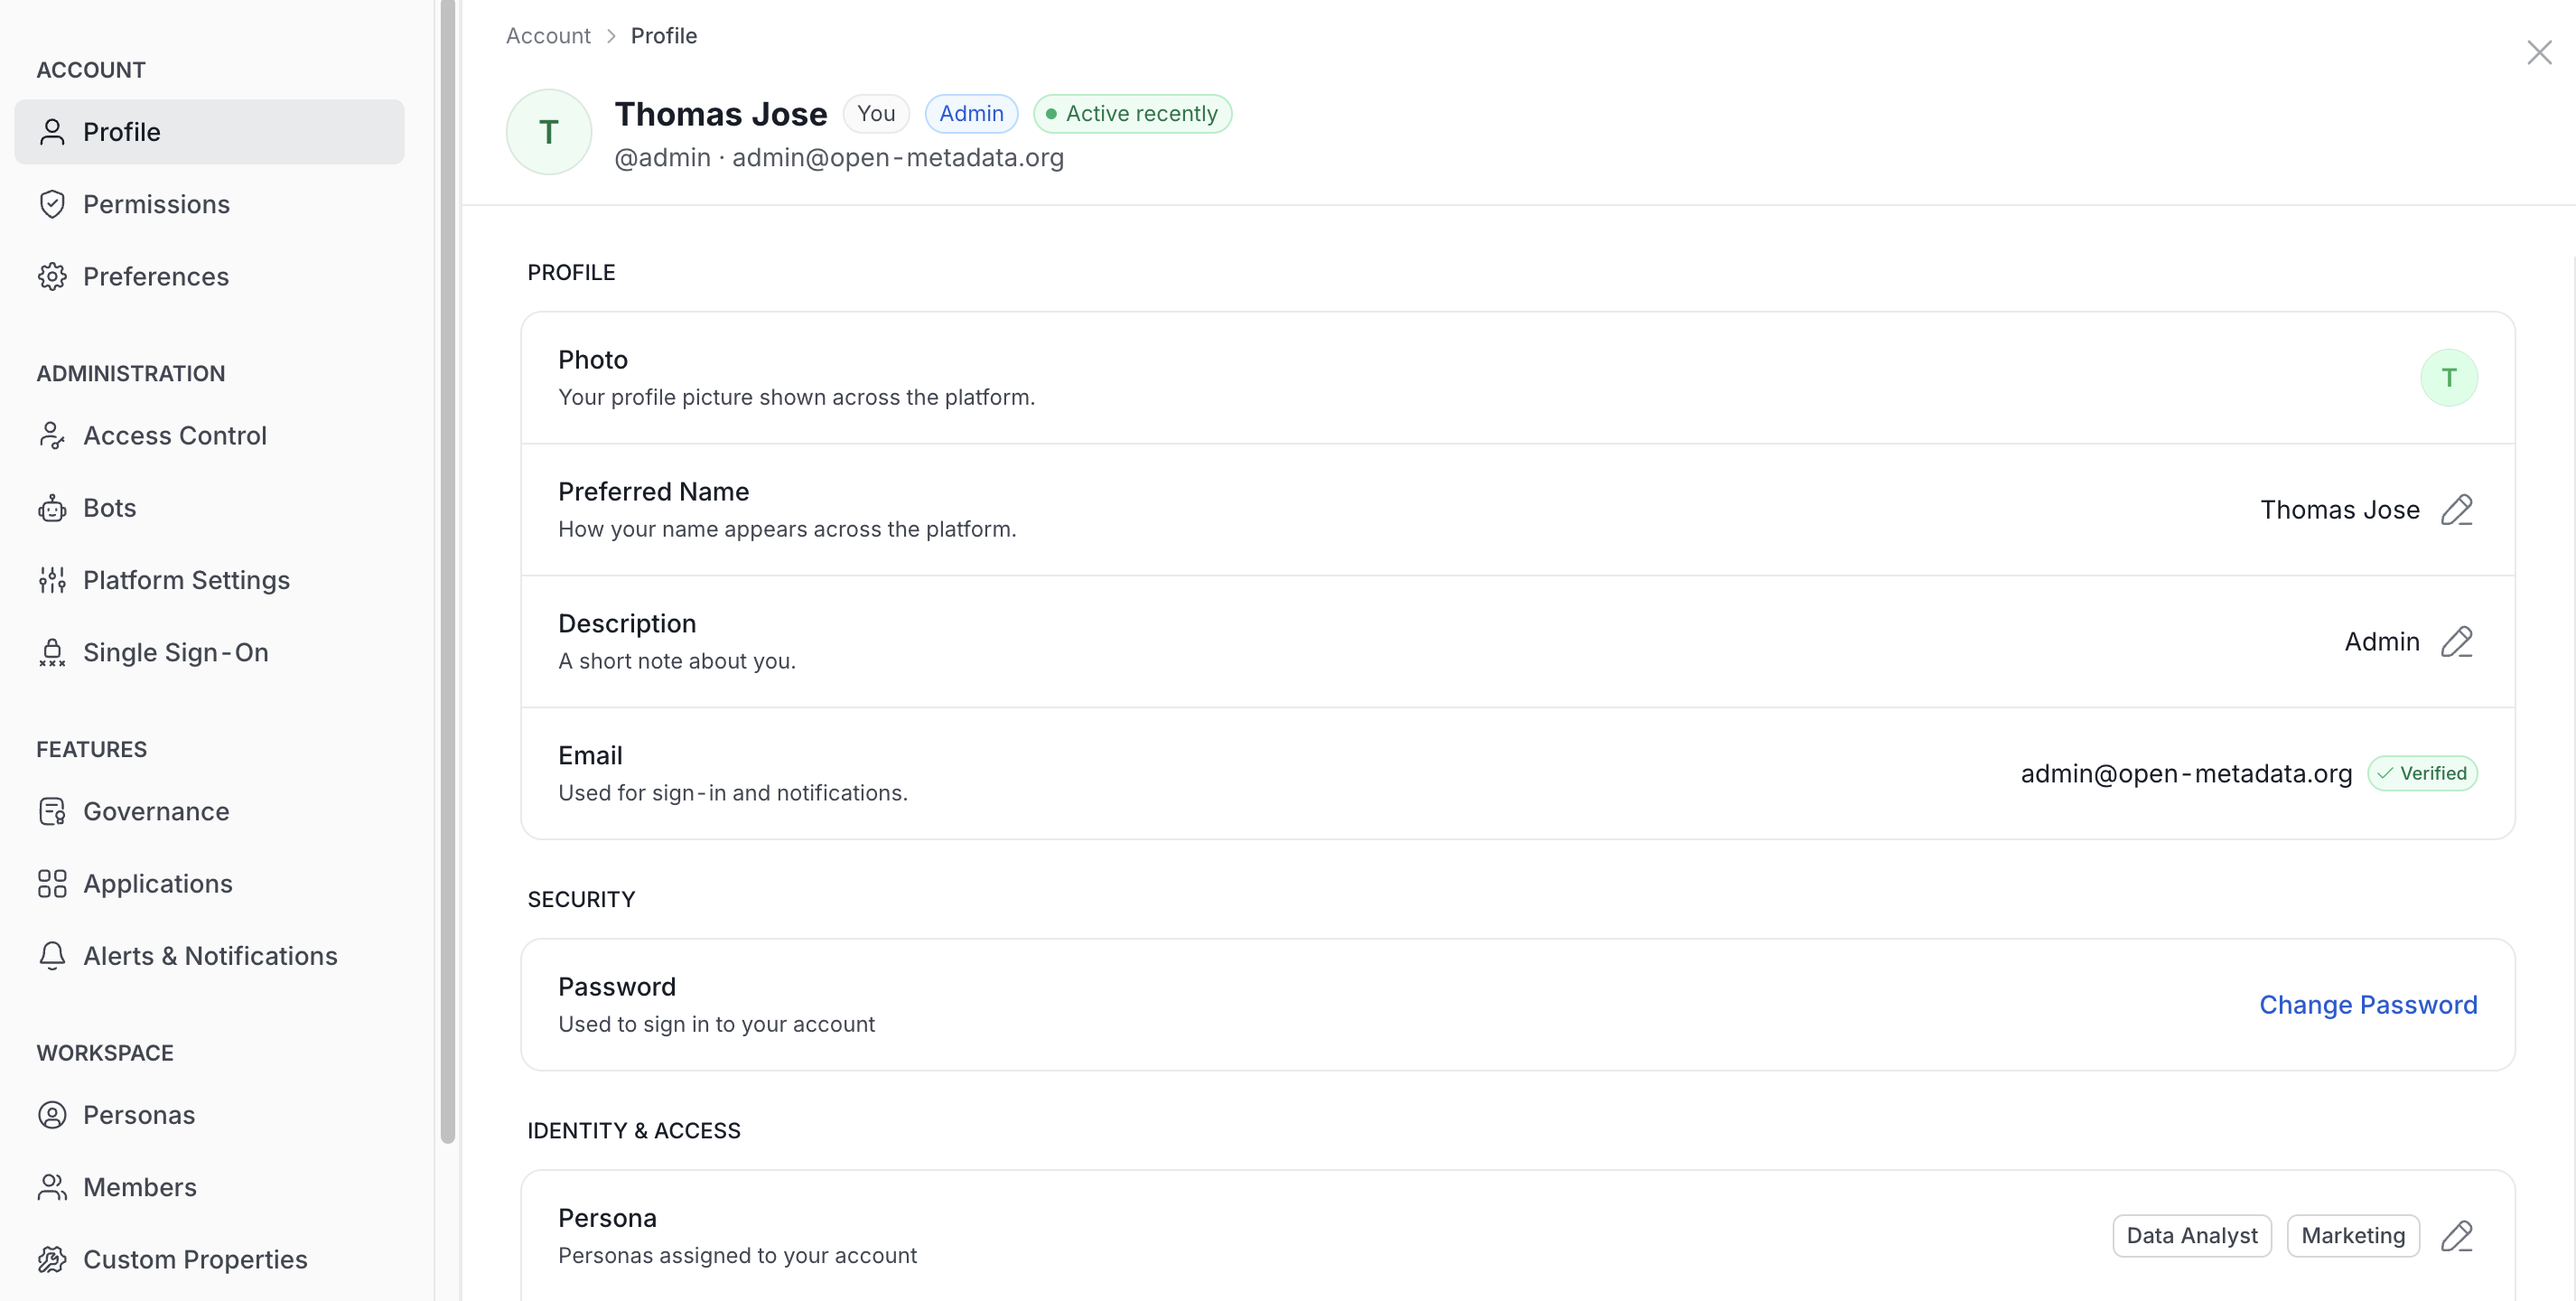 ACCOUNT
Profile
Permissions
Preferences
ADMINISTRATION
Access Control
Bots
Platform Settings
Single Sign-On
FEATURES
Governance
Applications
Alerts & Notifications
WORKSPACE
Personas
Members
Custom Properties
Account > Profile
T
Thomas Jose You Admin Active recently
@admin · admin@open-metadata.org
PROFILE
Photo
Your profile picture shown across the platform.
T
Preferred Name
How your name appears across the platform.
Thomas Jose
Description
A short note about you.
Admin
Email
Used for sign-in and notifications.
admin@open-metadata.org Verified
SECURITY
Password
Used to sign in to your account
Change Password
IDENTITY & ACCESS
Persona
Personas assigned to your account
Data Analyst Marketing